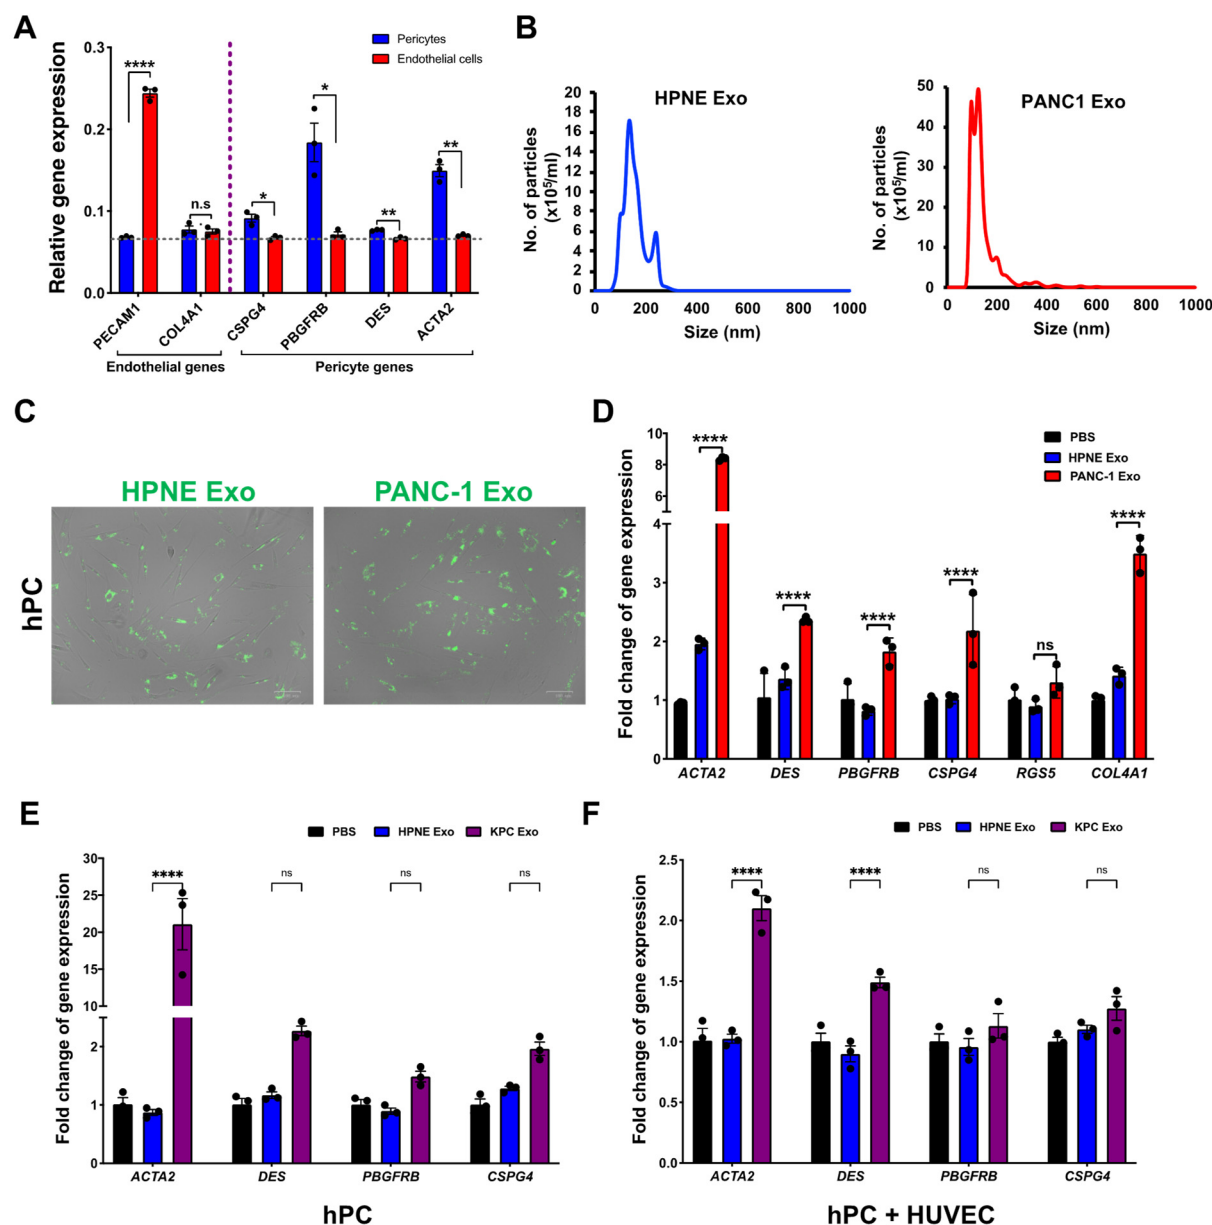 A
Pericytes
Endothelial cells
Relative gene expression
0.3
0.2
0.1
0.0
****
n.s
*
*
**
**
PECAM1
COL4A1
CSPG4
PBGFRB
DES
ACTA2
Endothelial genes
Pericyte genes
B
HPNE Exo
No. of particles
(x10⁵/ml)
20
18
16
14
12
10
8
6
4
2
0
0
200
400
600
800
1000
Size (nm)
PANC1 Exo
No. of particles
(x10⁵/ml)
50
40
30
20
10
0
0
200
400
600
800
1000
Size (nm)
C
HPNE Exo
PANC-1 Exo
hPC
D
PBS
HPNE Exo
PANC-1 Exo
Fold change of gene expression
10
8
6
4
2
1
0
****
****
****
****
ns
****
ACTA2
DES
PBGFRB
CSPG4
RGS5
COL4A1
E
PBS
HPNE Exo
KPC Exo
Fold change of gene expression
30
25
20
15
10
2
1
0
****
ns
ns
ns
ACTA2
DES
PBGFRB
CSPG4
hPC
F
PBS
HPNE Exo
KPC Exo
Fold change of gene expression
2.5
2.0
1.5
1.0
0.5
0.0
****
****
ns
ns
ACTA2
DES
PBGFRB
CSPG4
hPC + HUVEC